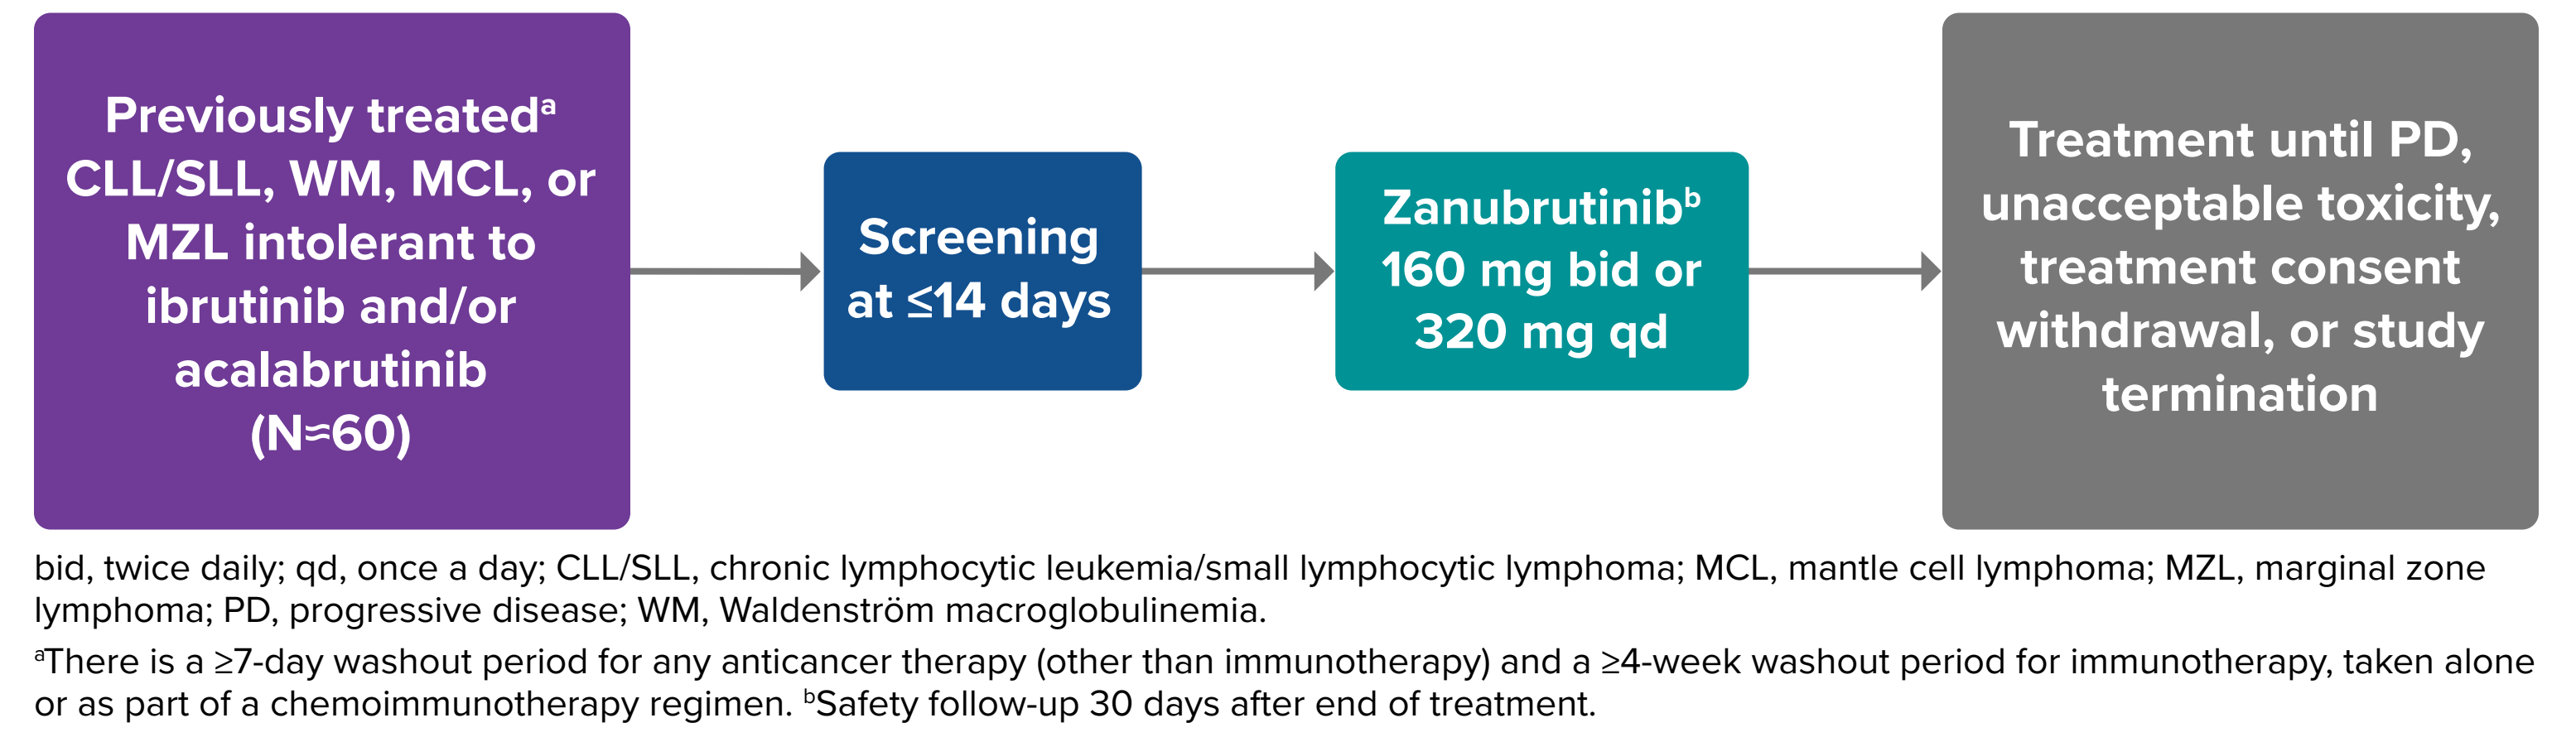 Previously treatedᵃ
CLL/SLL, WM, MCL, or
MZL intolerant to
ibrutinib and/or
acalabrutinib
(N≈60)
Screening
at ≤14 days
Zanubrutinibᵇ
160 mg bid or
320 mg qd
Treatment until PD,
unacceptable toxicity,
treatment consent
withdrawal, or study
termination
bid, twice daily; qd, once a day; CLL/SLL, chronic lymphocytic leukemia/small lymphocytic lymphoma; MCL, mantle cell lymphoma; MZL, marginal zone
lymphoma; PD, progressive disease; WM, Waldenström macroglobulinemia.
ᵃThere is a ≥7-day washout period for any anticancer therapy (other than immunotherapy) and a ≥4-week washout period for immunotherapy, taken alone
or as part of a chemoimmunotherapy regimen. ᵇSafety follow-up 30 days after end of treatment.